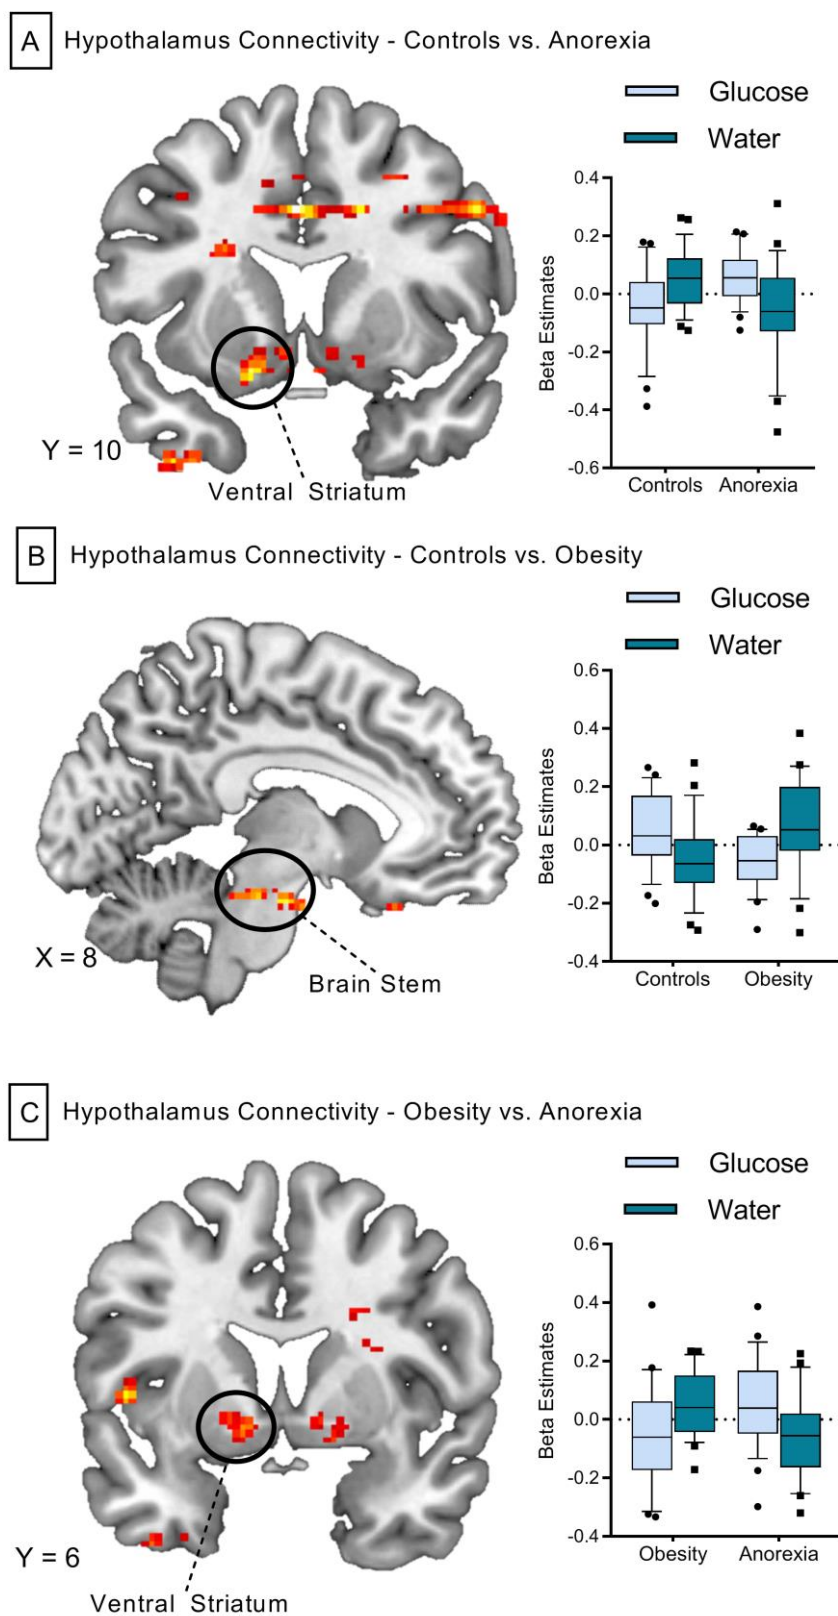 A Hypothalamus Connectivity - Controls vs. Anorexia
Glucose
Water
0.4
0.2
0.0
-0.2
-0.4
-0.6
Beta Estimates
Controls Anorexia
Y = 10
Ventral Striatum
B Hypothalamus Connectivity - Controls vs. Obesity
Glucose
Water
0.6
0.4
0.2
0.0
-0.2
-0.4
Beta Estimates
Controls Obesity
X = 8
Brain Stem
C Hypothalamus Connectivity - Obesity vs. Anorexia
Glucose
Water
0.6
0.4
0.2
0.0
-0.2
-0.4
Beta Estimates
Obesity Anorexia
Y = 6
Ventral Striatum